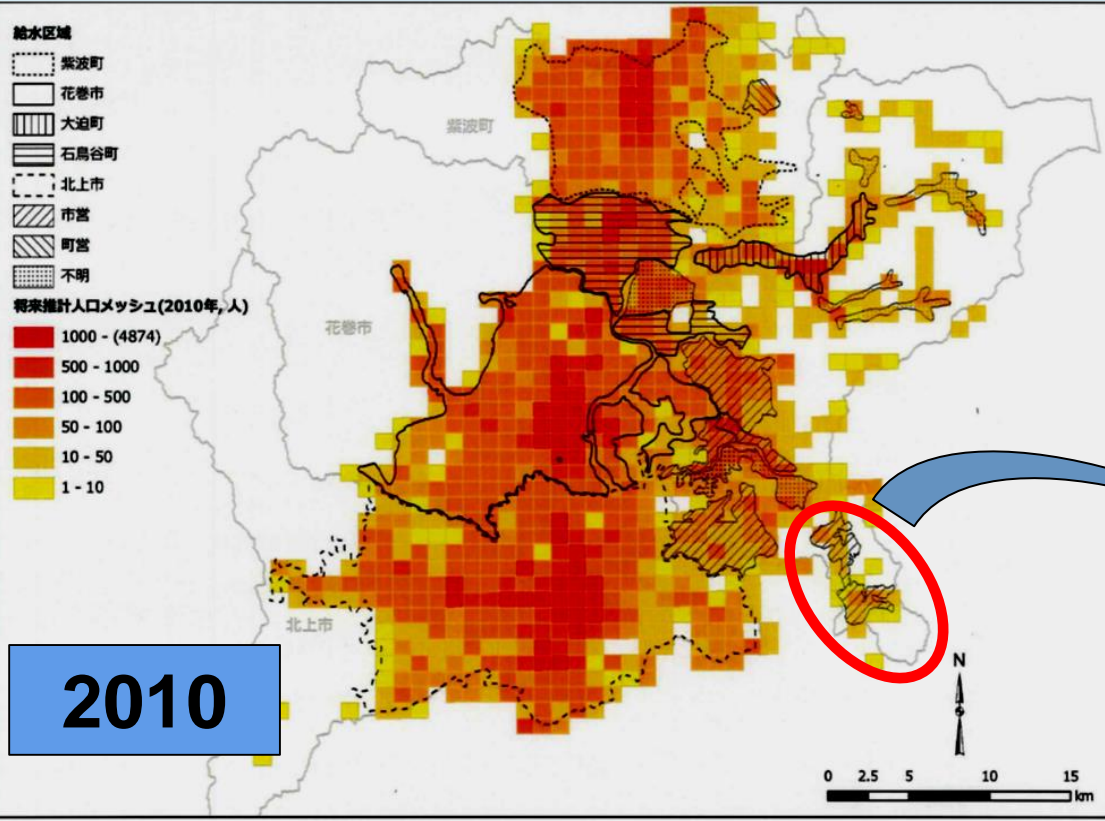 給水区域
紫波町
花巻市
大迫町
石鳥谷町
北上市
市営
町営
不明
将来推計人口メッシュ(2010年, 人)
1000 - (4874)
500 - 1000
100 - 500
50 - 100
10 - 50
1 - 10
紫波町
花巻市
北上市
2010
N
0 2.5 5 10 15
km